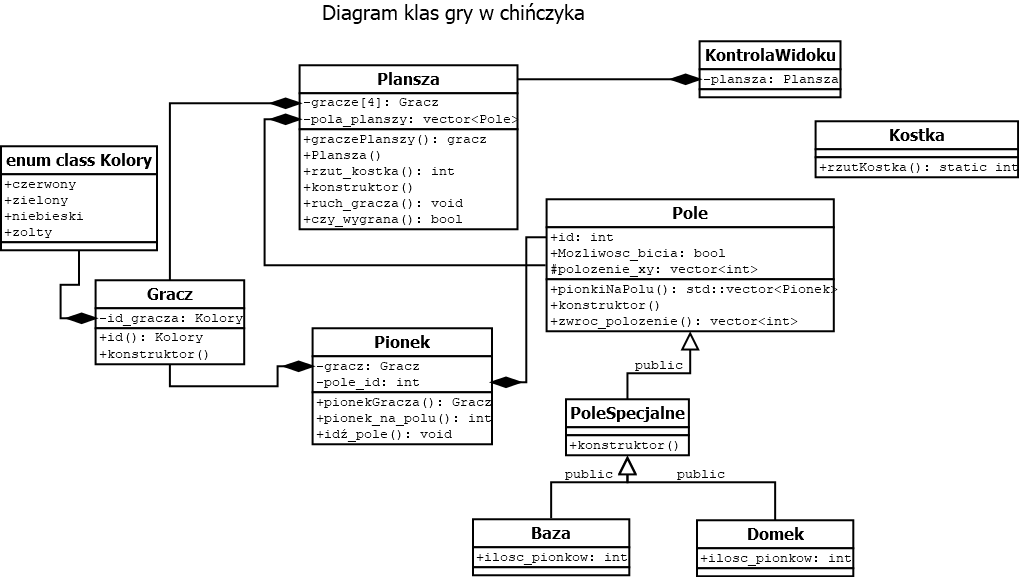 Diagram klas gry w chińczyka
KontrolaWidoku
-plansza: Plansza
Plansza
-gracze[4]: Gracz
-pola_planszy: vector<Pole>
+graczePlanszy(): gracz
+Plansza()
+rzut_kostka(): int
+konstruktor()
+ruch_gracza(): void
+czy_wygrana(): bool
Kostka
+rzutKostka(): static int
enum class Kolory
+czerwony
+zielony
+niebieski
+zolty
Pole
+id: int
+Mozliwosc_bicia: bool
#polozenie_xy: vector<int>
+pionkiNaPolu(): std::vector<Pionek>
+konstruktor()
+zwroc_polozenie(): vector<int>
Gracz
-id_gracza: Kolory
+id(): Kolory
+konstruktor()
Pionek
-gracz: Gracz
-pole_id: int
+pionekGracza(): Gracz
+pionek_na_polu(): int
+idź_pole(): void
public
PoleSpecjalne
+konstruktor()
public
public
Baza
+ilosc_pionkow: int
Domek
+ilosc_pionkow: int